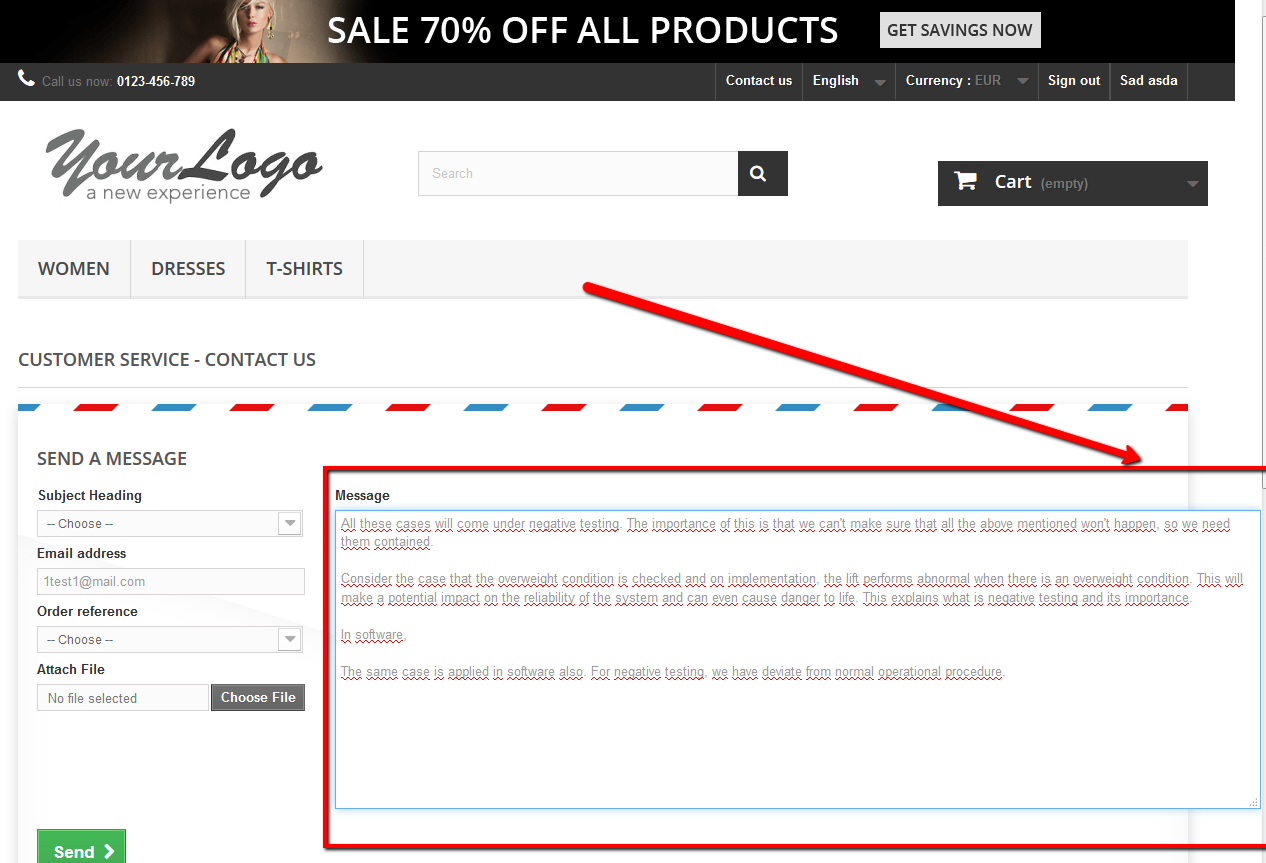 SALE 70% OFF ALL PRODUCTS GET SAVINGS NOW
Call us now: 0123-456-789 Contact us English Currency : EUR Sign out Sad asda
YourLogo
a new experience
Search
Cart (empty)
WOMEN DRESSES T-SHIRTS
CUSTOMER SERVICE - CONTACT US
SEND A MESSAGE
Subject Heading
-- Choose --
Email address
1test1@mail.com
Order reference
-- Choose --
Attach File
No file selected Choose File
Message
All these cases will come under negative testing. The importance of this is that we can't make sure that all the above mentioned won't happen, so we need
them contained.
Consider the case that the overweight condition is checked and on implementation, the lift performs abnormal when there is an overweight condition. This will
make a potential impact on the reliability of the system and can even cause danger to life. This explains what is negative testing and its importance.
In software,
The same case is applied in software also. For negative testing, we have deviate from normal operational procedure.
Send